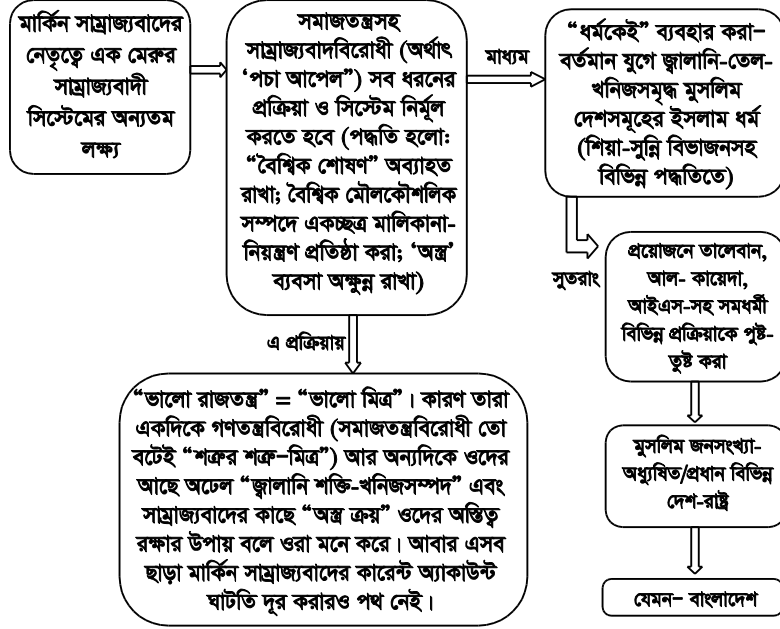 মার্কিন সাম্রাজ্যবাদের
নেতৃত্বে এক মেরুর
সাম্রাজ্যবাদী
সিস্টেমের অন্যতম
লক্ষ্য
সমাজতন্ত্রসহ
সাম্রাজ্যবাদবিরোধী (অর্থাৎ
‘পচা আপেল”) সব ধরনের
প্রক্রিয়া ও সিস্টেম নির্মূল
করতে হবে (পদ্ধতি হলো:
“বৈশ্বিক শোষণ” অব্যাহত
রাখা; বৈশ্বিক মৌলকৌশলিক
সম্পদে একচ্ছত্র মালিকানা-
নিয়ন্ত্রণ প্রতিষ্ঠা করা; ‘অস্ত্র’
ব্যবসা অক্ষুন্ন রাখা)
মাধ্যম
“ধর্মকেই” ব্যবহার করা–
বর্তমান যুগে জ্বালানি-তেল-
খনিজসমৃদ্ধ মুসলিম
দেশসমূহের ইসলাম ধর্ম
(শিয়া-সুন্নি বিভাজনসহ
বিভিন্ন পদ্ধতিতে)
সুতরাং
প্রয়োজনে তালেবান,
আল- কায়েদা,
আইএস-সহ সমধর্মী
বিভিন্ন প্রক্রিয়াকে পুষ্ট-
তুষ্ট করা
এ প্রক্রিয়ায়
“ভালো রাজতন্ত্র” = “ভালো মিত্র”। কারণ তারা
একদিকে গণতন্ত্রবিরোধী (সমাজতন্ত্রবিরোধী তো
বটেই “শত্রুর শত্রু–মিত্র”) আর অন্যদিকে ওদের
আছে অঢেল “জ্বালানি শক্তি-খনিজসম্পদ” এবং
সাম্রাজ্যবাদের কাছে “অস্ত্র ক্রয়” ওদের অস্তিত্ব
রক্ষার উপায় বলে ওরা মনে করে। আবার এসব
ছাড়া মার্কিন সাম্রাজ্যবাদের কারেন্ট অ্যাকাউন্ট
ঘাটতি দূর করারও পথ নেই।
মুসলিম জনসংখ্যা-
অধ্যুষিত/প্রধান বিভিন্ন
দেশ-রাষ্ট্র
যেমন– বাংলাদেশ